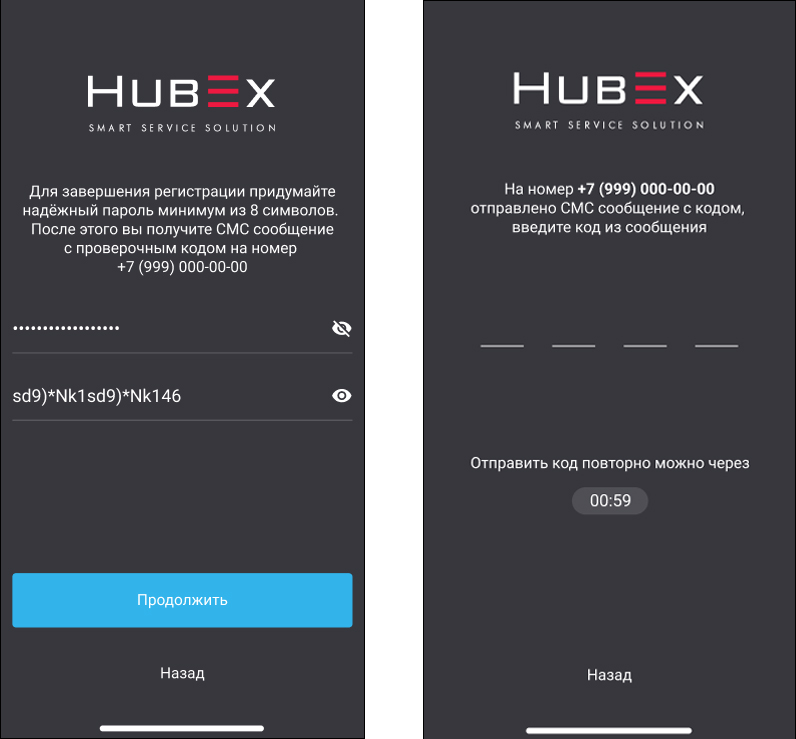 HUBEX
SMART SERVICE SOLUTION
Для завершения регистрации придумайте
надёжный пароль минимум из 8 символов.
После этого вы получите СМС сообщение
с проверочным кодом на номер
+7 (999) 000-00-00
••••••••••••••••••
sd9)*Nk1sd9)*Nk146
Продолжить
Назад
HUBEX
SMART SERVICE SOLUTION
На номер +7 (999) 000-00-00
отправлено СМС сообщение с кодом,
введите код из сообщения
Отправить код повторно можно через
00:59
Назад